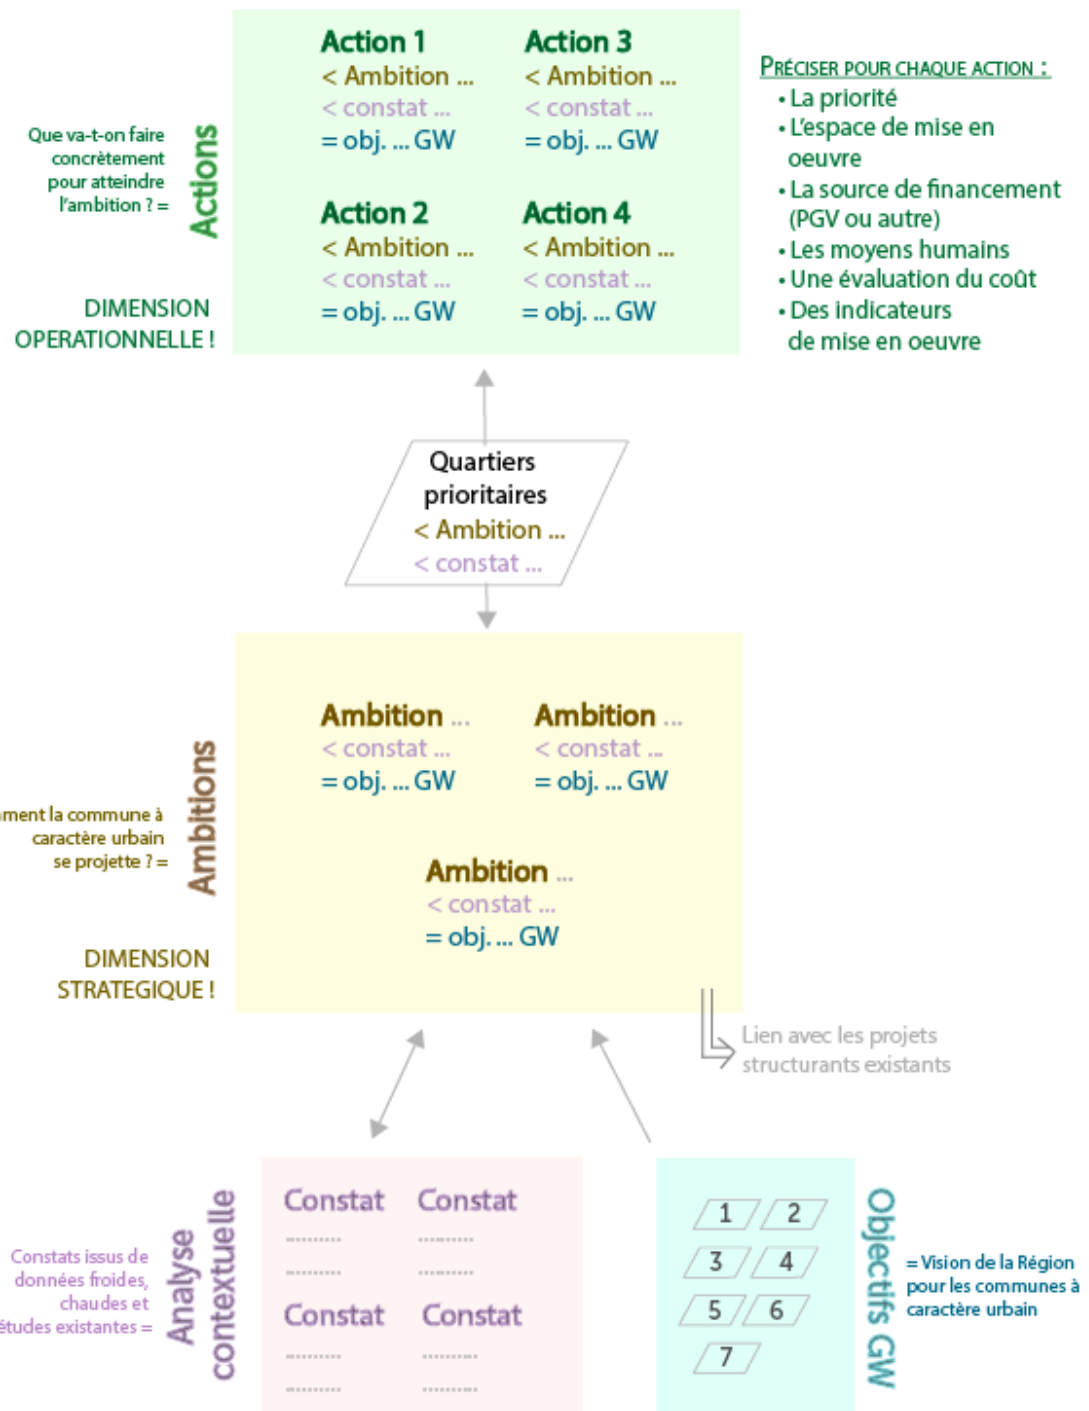 Action 1
< Ambition ...
< constat ...
= obj. ... GW
Action 3
< Ambition ...
< constat ...
= obj. ... GW
Action 2
< Ambition ...
< constat ...
= obj. ... GW
Action 4
< Ambition ...
< constat ...
= obj. ... GW
Que va-t-on faire
concrètement
pour atteindre
l'ambition ? =
Actions
DIMENSION
OPERATIONNELLE !
PRÉCISER POUR CHAQUE ACTION :
• La priorité
• L'espace de mise en
oeuvre
• La source de financement
(PGV ou autre)
• Les moyens humains
• Une évaluation du coût
• Des indicateurs
de mise en oeuvre
Quartiers
prioritaires
< Ambition ...
< constat ...
Ambition ...
< constat ...
= obj. ... GW
Ambition ...
< constat ...
= obj. ... GW
Ambition ...
< constat ...
= obj. ... GW
ment la commune à
caractère urbain
se projette ? =
Ambitions
DIMENSION
STRATEGIQUE !
Lien avec les projets
structurants existants
Constats issus de
données froides,
chaudes et
études existantes =
Analyse
contextuelle
Constat
.........
.........
Constat
.........
.........
Constat
.........
.........
Constat
.........
.........
1
2
3
4
5
6
7
Objectifs GW
= Vision de la Région
pour les communes à
caractère urbain